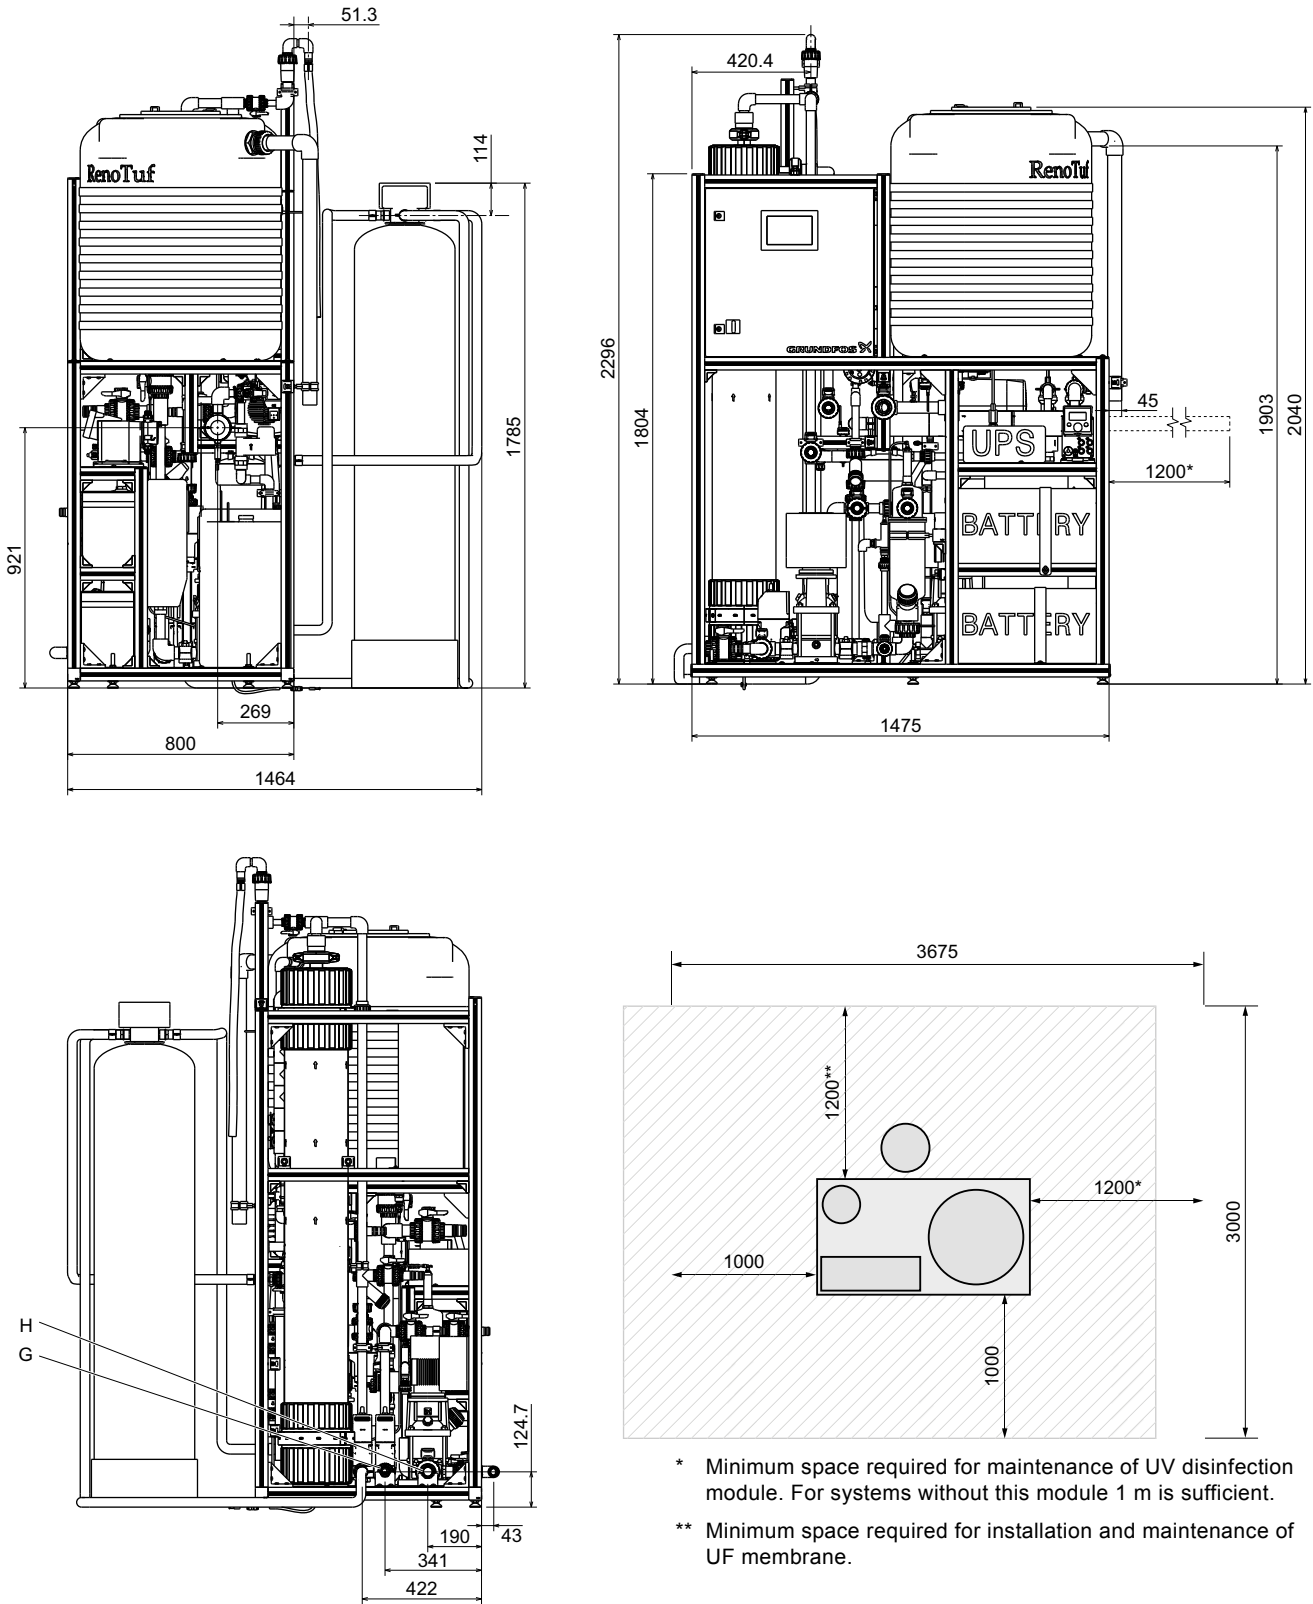 51.3
114
RenoTuf
1785
921
269
800
1464
420.4
RenoTuf
GRUNDFOS
2296
1804
45
UPS
1200*
BATTERY
BATTERY
1903
2040
1475
H
G
124.7
190
43
341
422
3675
1200**
1200*
1000
3000
1000
* Minimum space required for maintenance of UV disinfection
module. For systems without this module 1 m is sufficient.
** Minimum space required for installation and maintenance of
UF membrane.